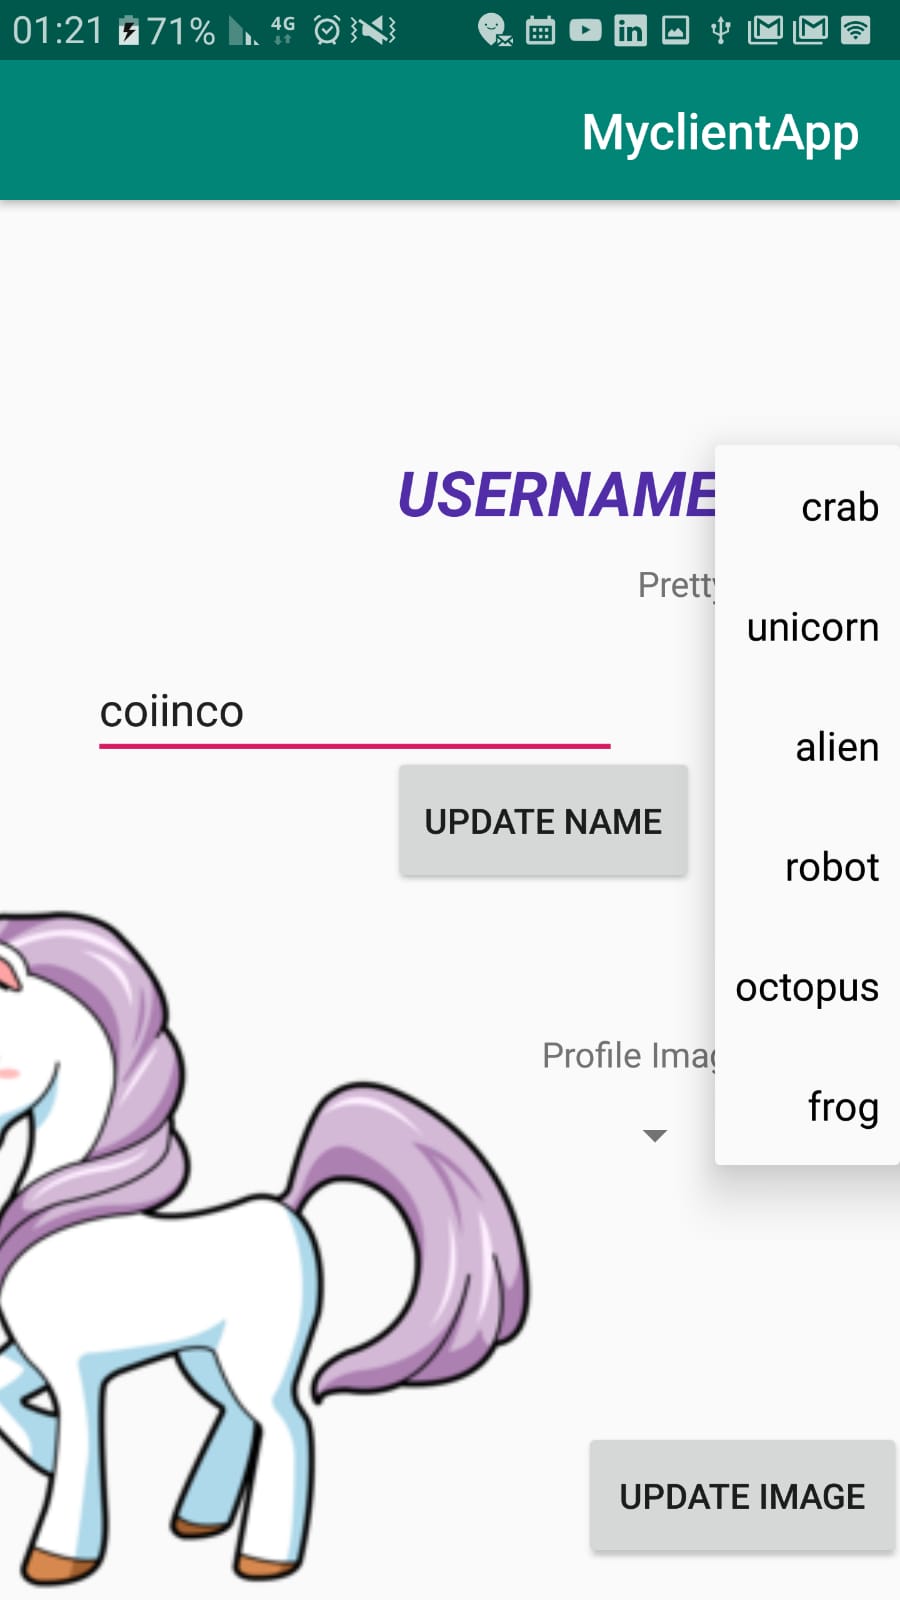 01:21 71% 4G
MyclientApp
USERNAME
crab
Pretty
unicorn
coiinco
alien
UPDATE NAME
robot
octopus
Profile Imag
frog
UPDATE IMAGE